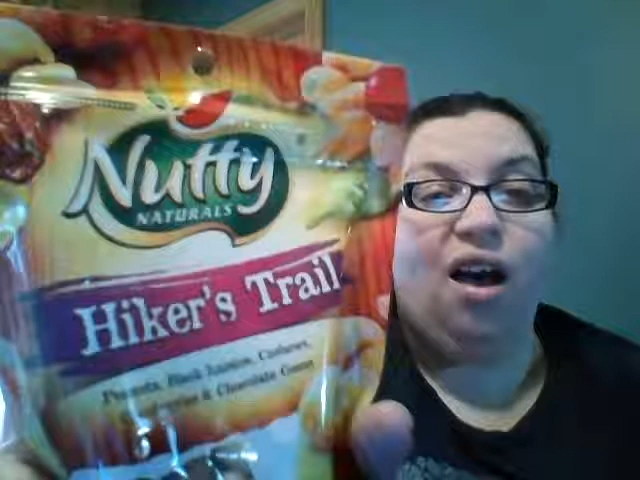 Nutty
NATURALS
Hiker's Trail
Peanuts, Black Raisins, Cashews,
& Chocolate Gems